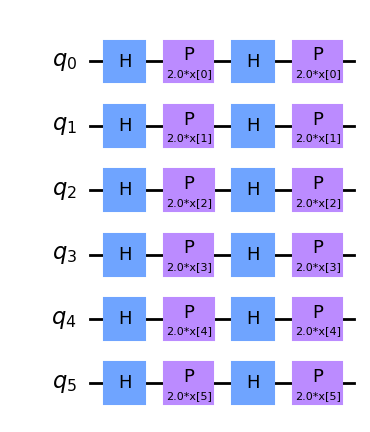 q0 H P 2.0*x[0] H P 2.0*x[0]
q1 H P 2.0*x[1] H P 2.0*x[1]
q2 H P 2.0*x[2] H P 2.0*x[2]
q3 H P 2.0*x[3] H P 2.0*x[3]
q4 H P 2.0*x[4] H P 2.0*x[4]
q5 H P 2.0*x[5] H P 2.0*x[5]